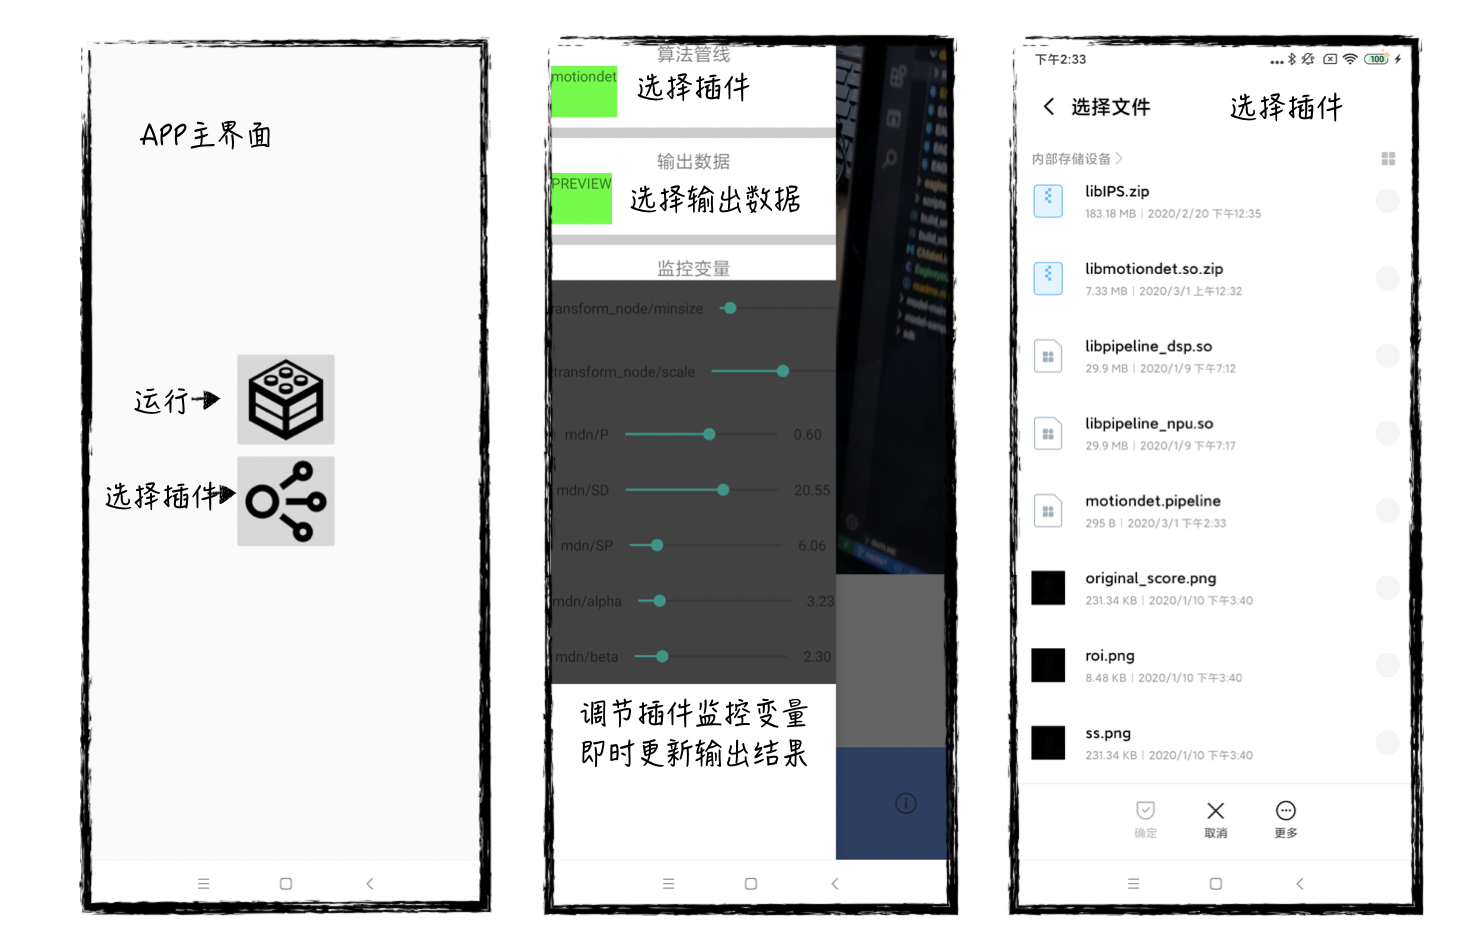 APP主界面
运行
选择插件
算法管线
motiondet
选择插件
输出数据
PREVIEW
选择输出数据
监控变量
ransform_node/minsize
transform_node/scale
mdn/P 0.60
mdn/SD 20.55
mdn/SP 6.06
mdn/alpha 3.23
mdn/beta 2.30
调节插件监控变量
即时更新输出结果
下午2:33
100
选择文件
选择插件
内部存储设备
libIPS.zip
183.18 MB | 2020/2/20 下午12:35
libmotiondet.so.zip
7.33 MB | 2020/3/1 上午12:32
libpipeline_dsp.so
29.9 MB | 2020/1/9 下午7:12
libpipeline_npu.so
29.9 MB | 2020/1/9 下午7:17
motiondet.pipeline
295 B | 2020/3/1 下午2:33
original_score.png
231.34 KB | 2020/1/10 下午3:40
roi.png
8.48 KB | 2020/1/10 下午3:40
ss.png
231.34 KB | 2020/1/10 下午3:40
确定
取消
更多